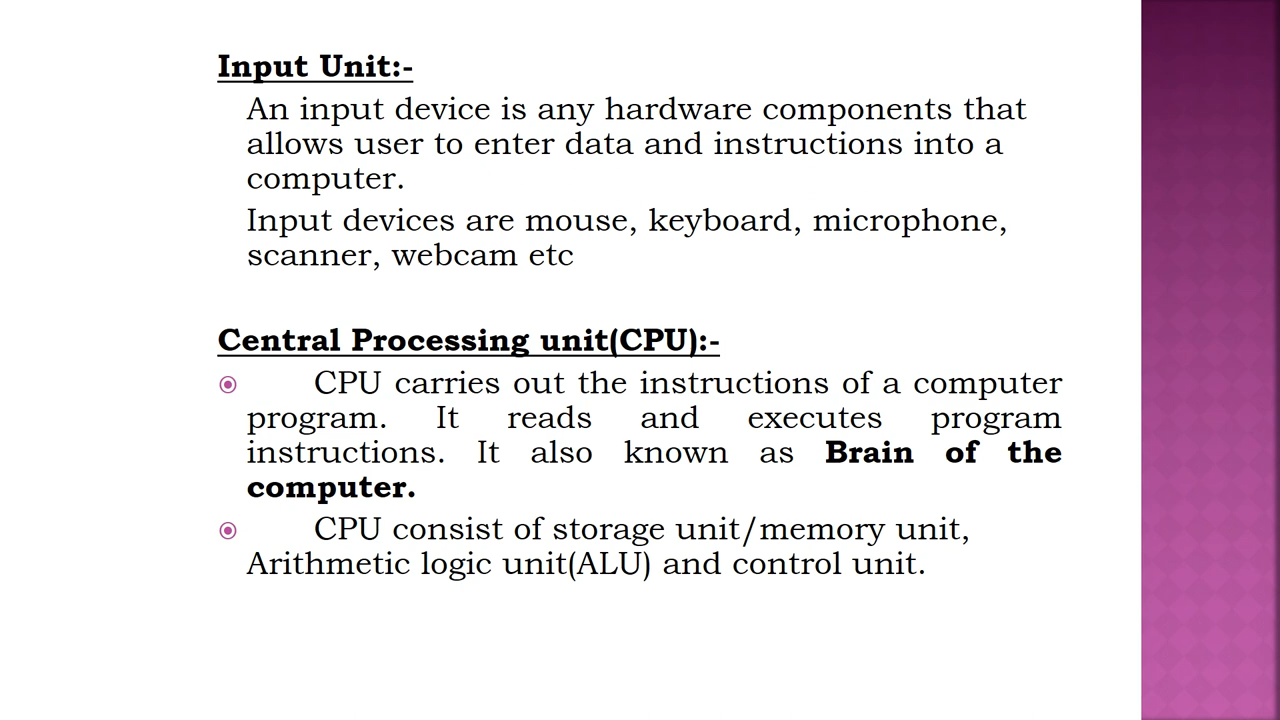 Input Unit:-
An input device is any hardware components that
allows user to enter data and instructions into a
computer.
Input devices are mouse, keyboard, microphone,
scanner, webcam etc
Central Processing unit(CPU):-
CPU carries out the instructions of a computer
program. It reads and executes program
instructions. It also known as Brain of the
computer.
CPU consist of storage unit/memory unit,
Arithmetic logic unit(ALU) and control unit.